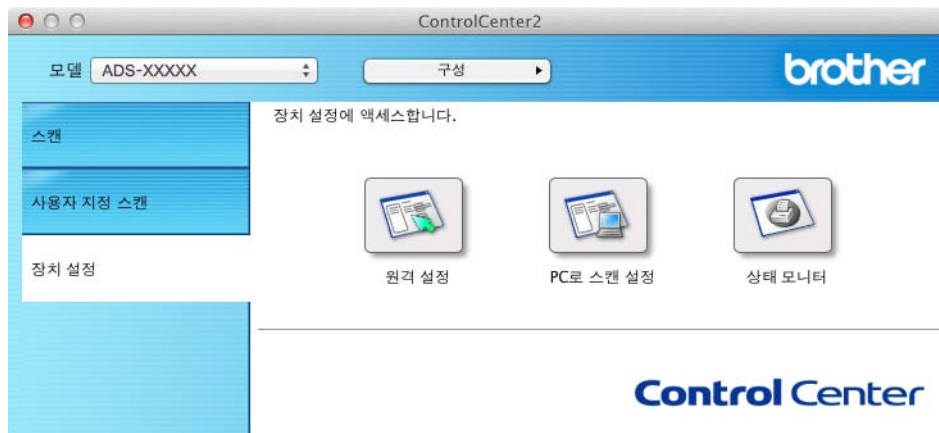 ControlCenter2
모델 ADS-XXXXX 구성 brother
스캔
사용자 지정 스캔
장치 설정
장치 설정에 액세스합니다.
원격 설정 PC로 스캔 설정 상태 모니터
Control Center